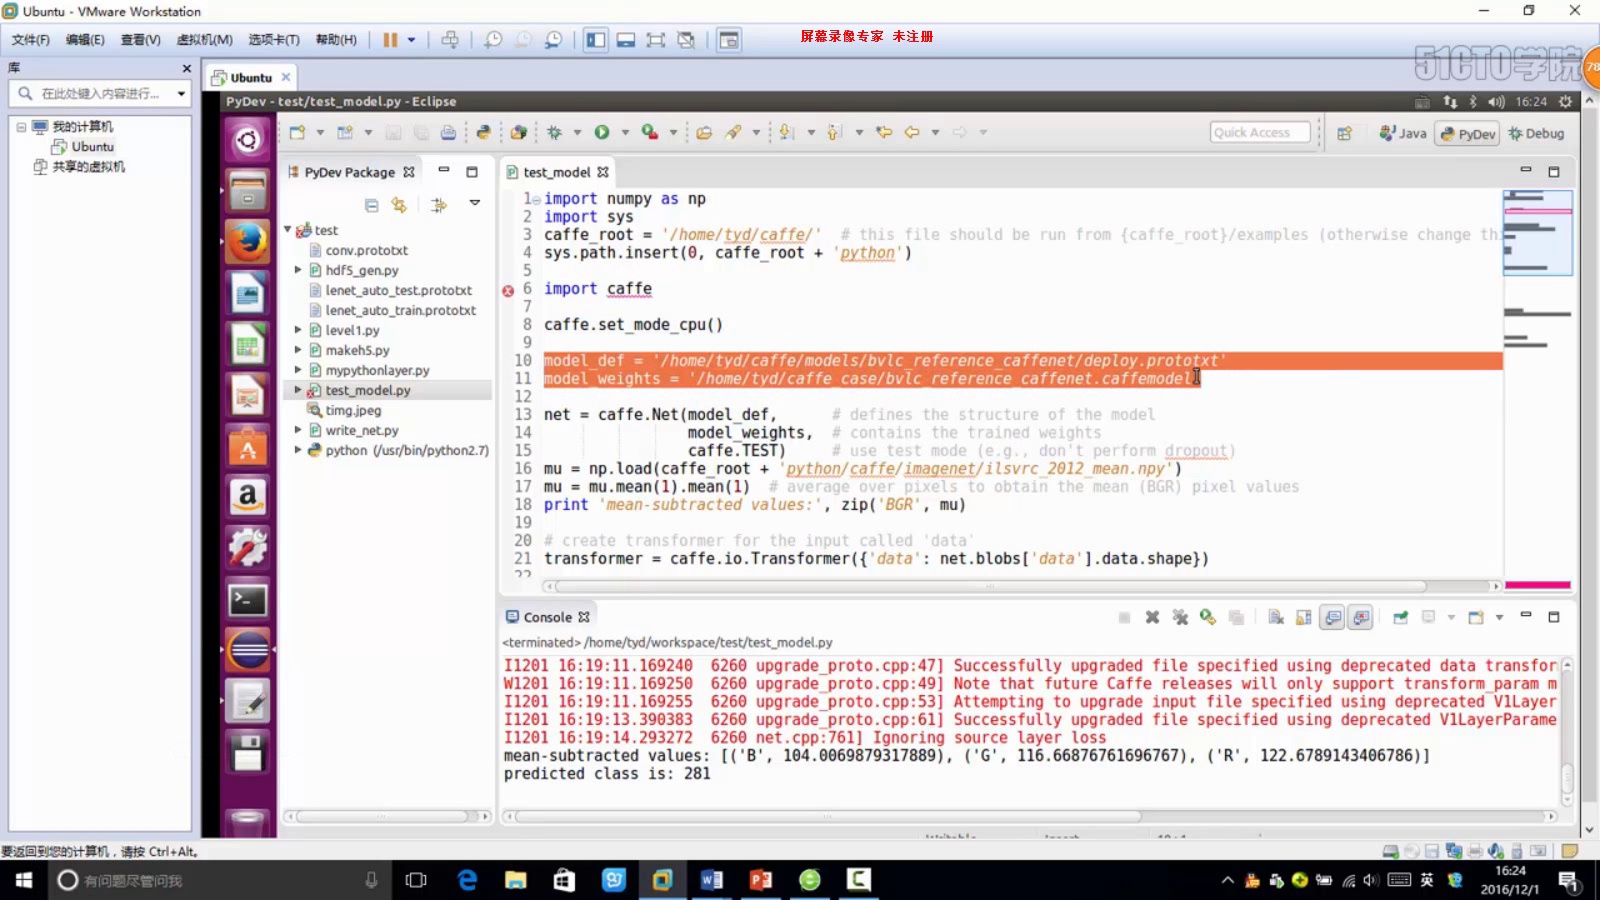 Ubuntu - VMware Workstation
文件(F) 编辑(E) 查看(V) 虚拟机(M) 选项卡(T) 帮助(H)
屏幕录像专家 未注册
51CTO学院
78
库
在此处键入内容进行...
我的计算机
Ubuntu
共享的虚拟机
Ubuntu
PyDev - test/test_model.py - Eclipse
16:24
Quick Access
Java
PyDev
Debug
PyDev Package
test
conv.prototxt
hdf5_gen.py
lenet_auto_test.prototxt
lenet_auto_train.prototxt
level1.py
makeh5.py
mypythonlayer.py
test_model.py
timg.jpeg
write_net.py
python (/usr/bin/python2.7)
test_model
1 import numpy as np
2 import sys
3 caffe_root = '/home/tyd/caffe/' # this file should be run from {caffe_root}/examples (otherwise change thi
4 sys.path.insert(0, caffe_root + 'python')
5
6 import caffe
7
8 caffe.set_mode_cpu()
9
10 model_def = '/home/tyd/caffe/models/bvlc_reference_caffenet/deploy.prototxt'
11 model_weights = '/home/tyd/caffe_case/bvlc_reference_caffenet.caffemodel'
12
13 net = caffe.Net(model_def, # defines the structure of the model
14 model_weights, # contains the trained weights
15 caffe.TEST) # use test mode (e.g., don't perform dropout)
16 mu = np.load(caffe_root + 'python/caffe/imagenet/ilsvrc_2012_mean.npy')
17 mu = mu.mean(1).mean(1) # average over pixels to obtain the mean (BGR) pixel values
18 print 'mean-subtracted values:', zip('BGR', mu)
19
20 # create transformer for the input called 'data'
21 transformer = caffe.io.Transformer({'data': net.blobs['data'].data.shape})
22
Console
<terminated> /home/tyd/workspace/test/test_model.py
I1201 16:19:11.169240 6260 upgrade_proto.cpp:47] Successfully upgraded file specified using deprecated data transfor
W1201 16:19:11.169250 6260 upgrade_proto.cpp:49] Note that future Caffe releases will only support transform_param m
I1201 16:19:11.169255 6260 upgrade_proto.cpp:53] Attempting to upgrade input file specified using deprecated V1Layer
I1201 16:19:13.390383 6260 upgrade_proto.cpp:61] Successfully upgraded file specified using deprecated V1LayerParame
I1201 16:19:14.293272 6260 net.cpp:761] Ignoring source layer loss
mean-subtracted values: [('B', 104.0069879317889), ('G', 116.66876761696767), ('R', 122.6789143406786)]
predicted class is: 281
要返回到您的计算机，请按 Ctrl+Alt。
有问题尽管问我
英
16:24
2016/12/1
1